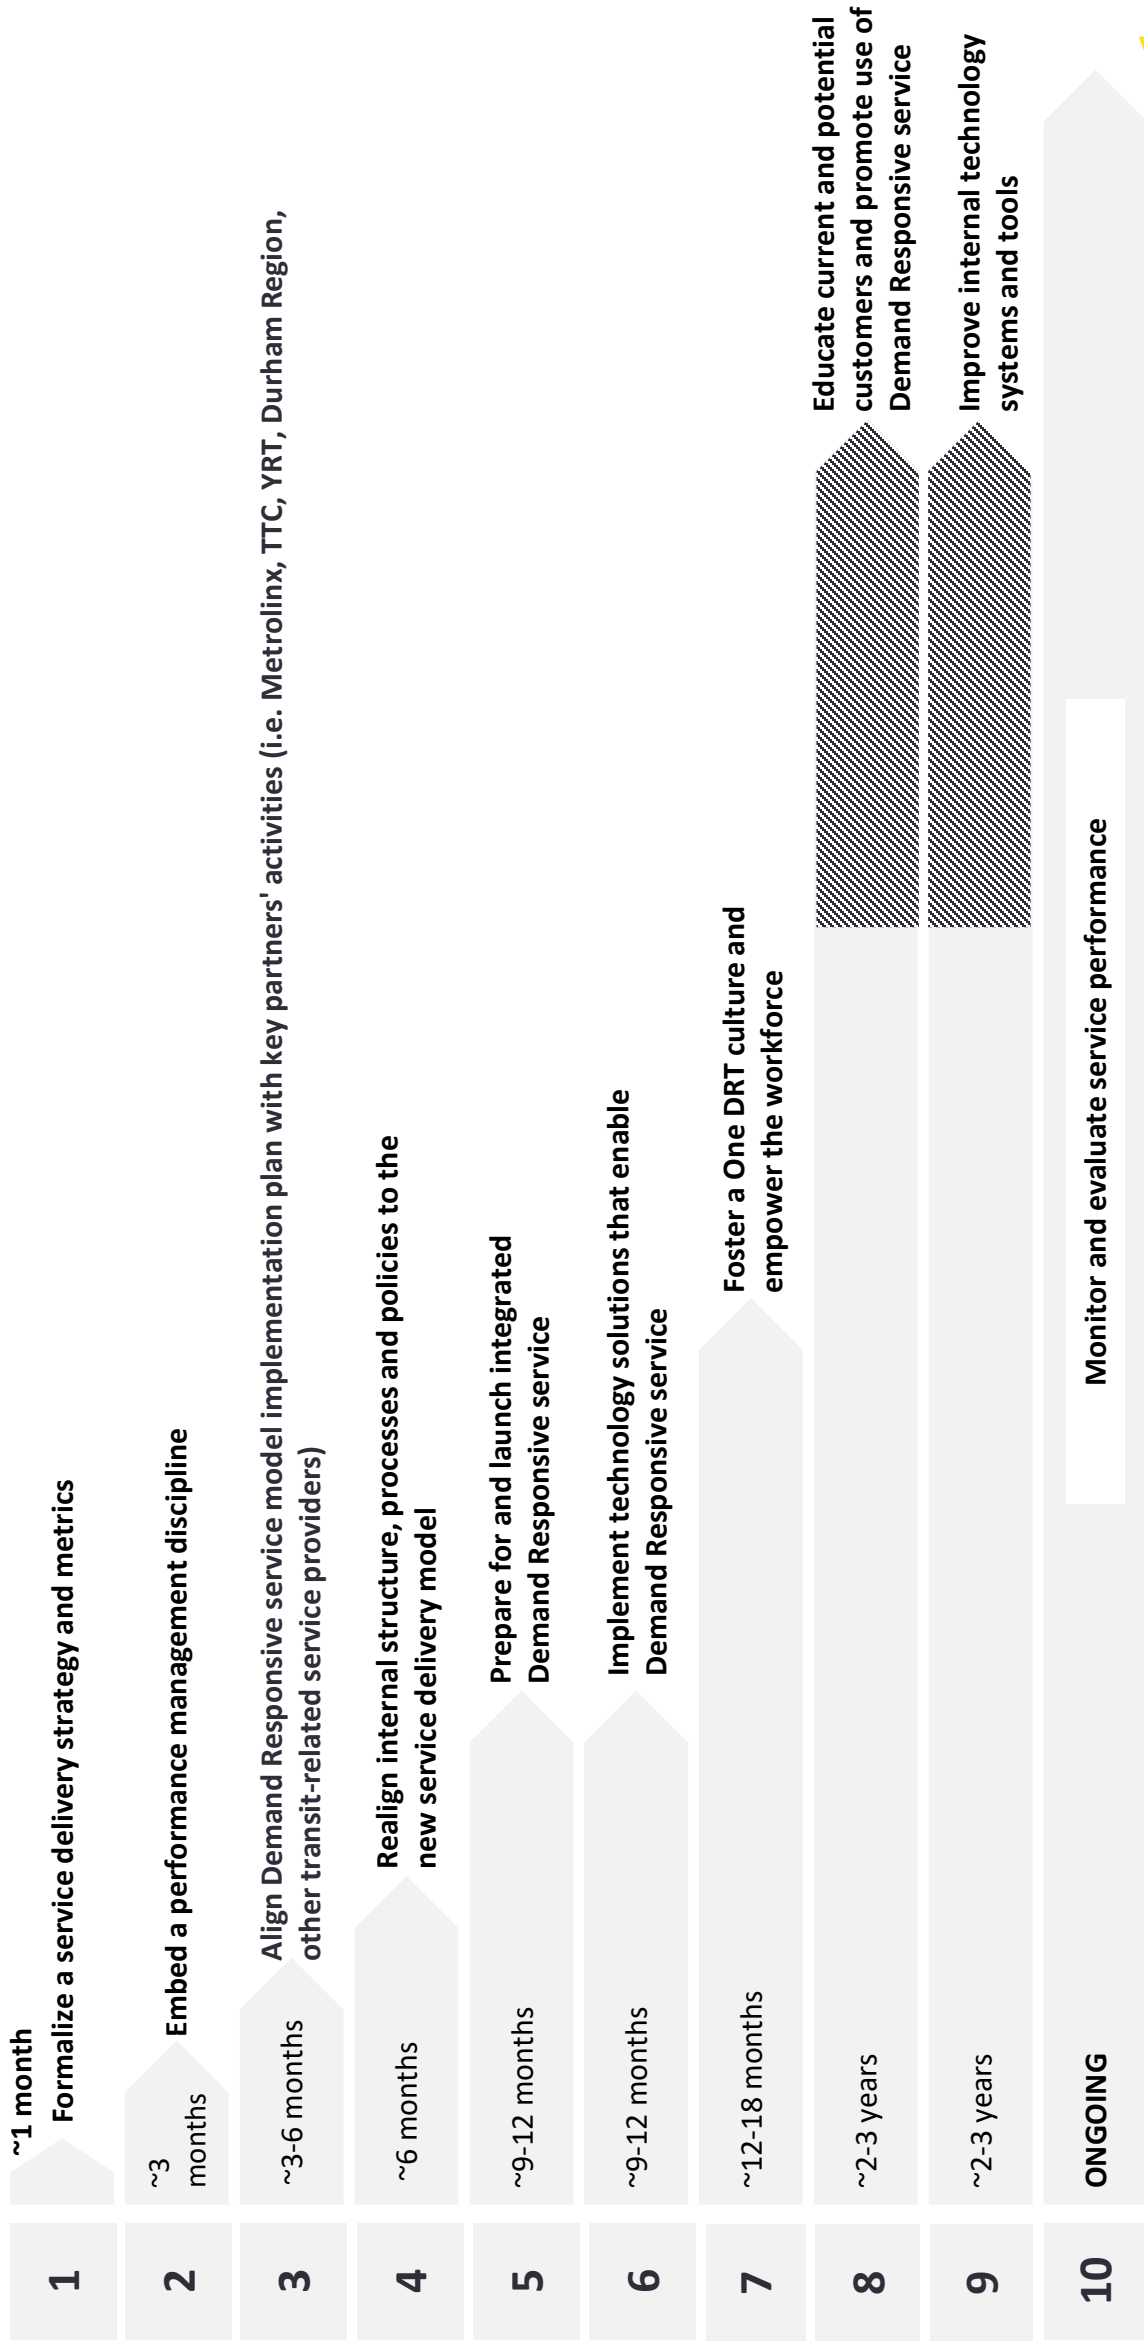 1
~1 month
Formalize a service delivery strategy and metrics
2
~3
months
Embed a performance management discipline
3
~3-6 months
Align Demand Responsive service model implementation plan with key partners' activities (i.e. Metrolinx, TTC, YRT, Durham Region,
other transit-related service providers)
4
~6 months
Realign internal structure, processes and policies to the
new service delivery model
5
~9-12 months
Prepare for and launch integrated
Demand Responsive service
6
~9-12 months
Implement technology solutions that enable
Demand Responsive service
7
~12-18 months
Foster a One DRT culture and
empower the workforce
8
~2-3 years
Educate current and potential
customers and promote use of
Demand Responsive service
9
~2-3 years
Improve internal technology
systems and tools
10
ONGOING
Monitor and evaluate service performance